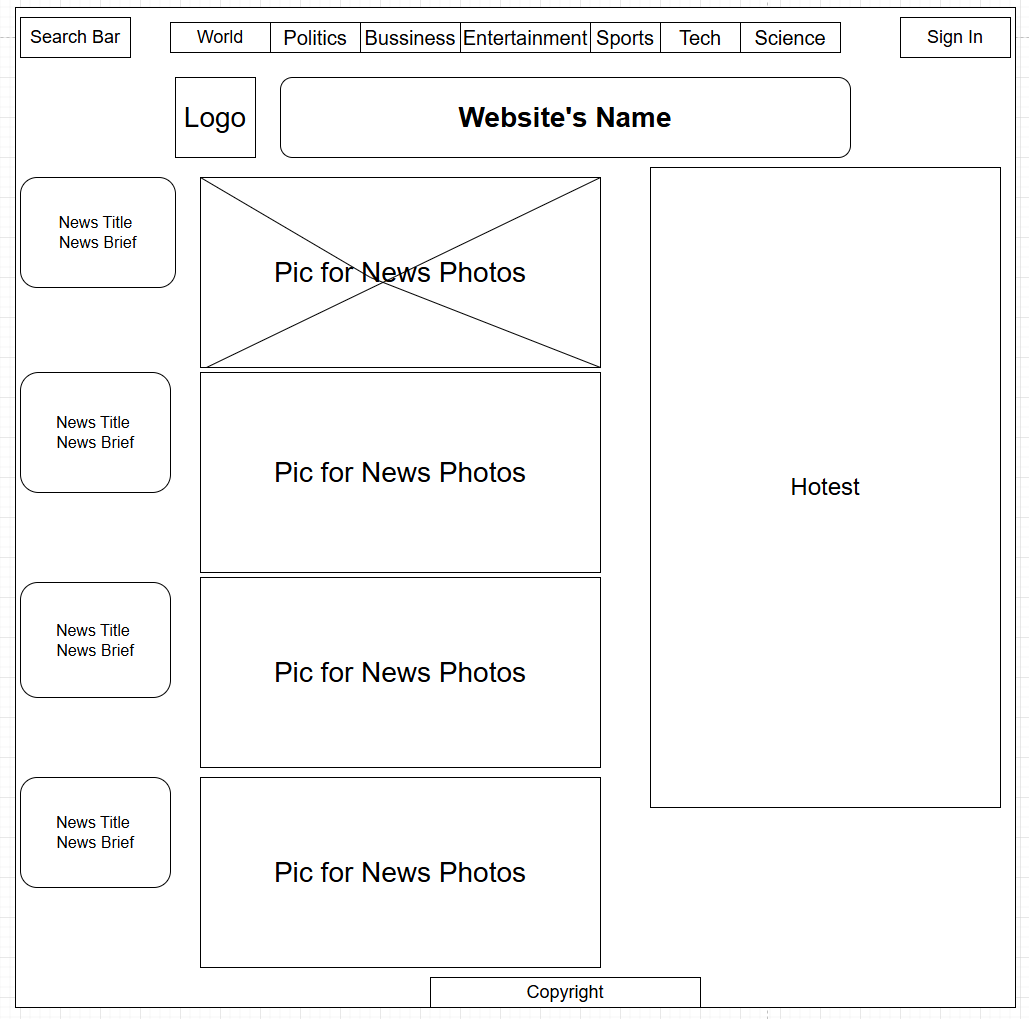 Search Bar
World
Politics
Bussiness
Entertainment
Sports
Tech
Science
Sign In
Logo
Website's Name
News Title
News Brief
Pic for News Photos
Hotest
News Title
News Brief
Pic for News Photos
News Title
News Brief
Pic for News Photos
News Title
News Brief
Pic for News Photos
Copyright